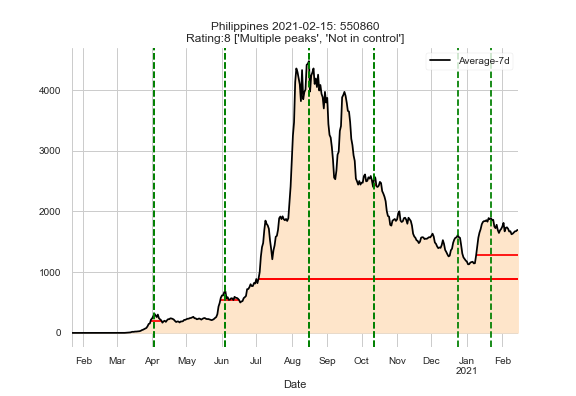 Philippines 2021-02-15: 550860
Rating:8 ['Multiple peaks', 'Not in control']
Average-7d
4000
3000
2000
1000
0
Feb Mar Apr May Jun Jul Aug Sep Oct Nov Dec Jan Feb
2021
Date